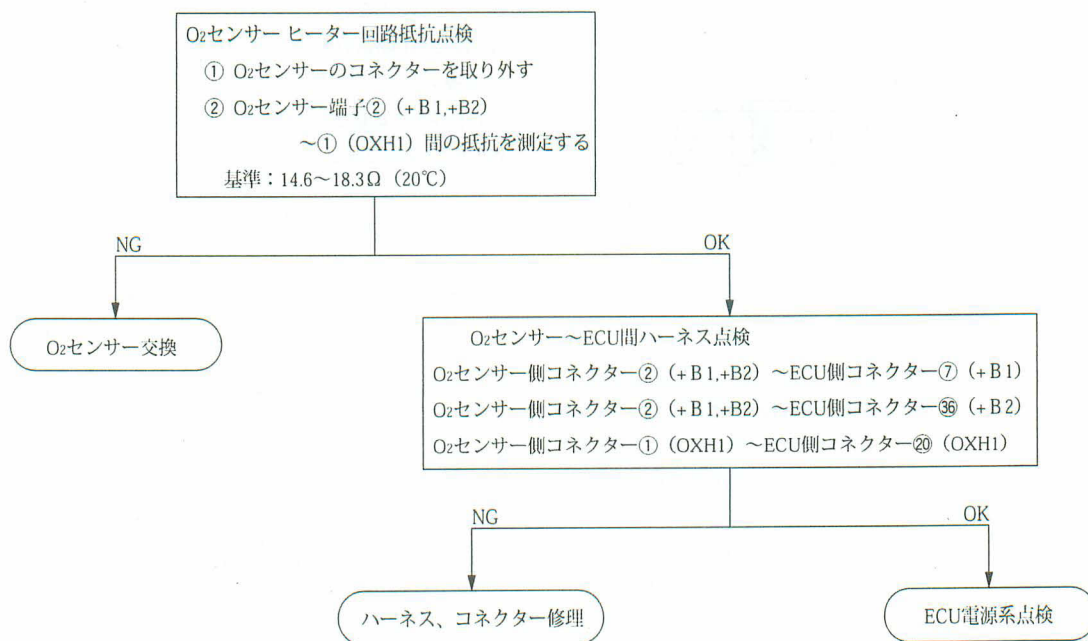 O2センサー ヒーター回路抵抗点検
① O2センサーのコネクターを取り外す
② O2センサー端子②（+B1,+B2）
〜①（OXH1）間の抵抗を測定する
基準：14.6〜18.3Ω（20℃）
NG
OK
O2センサー交換
O2センサー〜ECU間ハーネス点検
O2センサー側コネクター②（+B1,+B2）〜ECU側コネクター⑦（+B1）
O2センサー側コネクター②（+B1,+B2）〜ECU側コネクター㊱（+B2）
O2センサー側コネクター①（OXH1）〜ECU側コネクター⑳（OXH1）
NG
OK
ハーネス、コネクター修理
ECU電源系点検